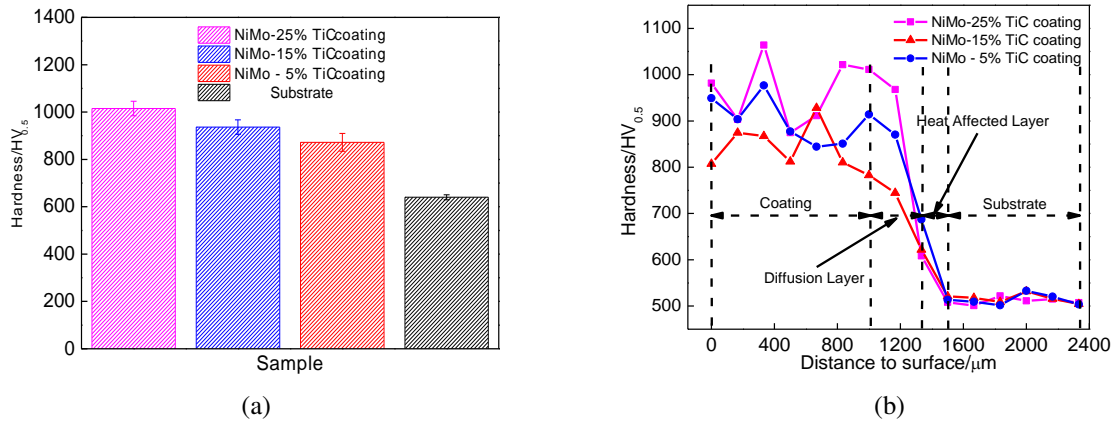 1400
1200
1000
800
600
400
200
0
Hardness/HV0.5
NiMo-25% TiCcoating
NiMo-15% TiCcoating
NiMo - 5% TiCcoating
Substrate
Sample
(a)
1100
1000
900
800
700
600
500
Hardness/HV0.5
NiMo-25% TiC coating
NiMo-15% TiC coating
NiMo - 5% TiC coating
Heat Affected Layer
Coating
Substrate
Diffusion Layer
0 400 800 1200 1600 2000 2400
Distance to surface/μm
(b)